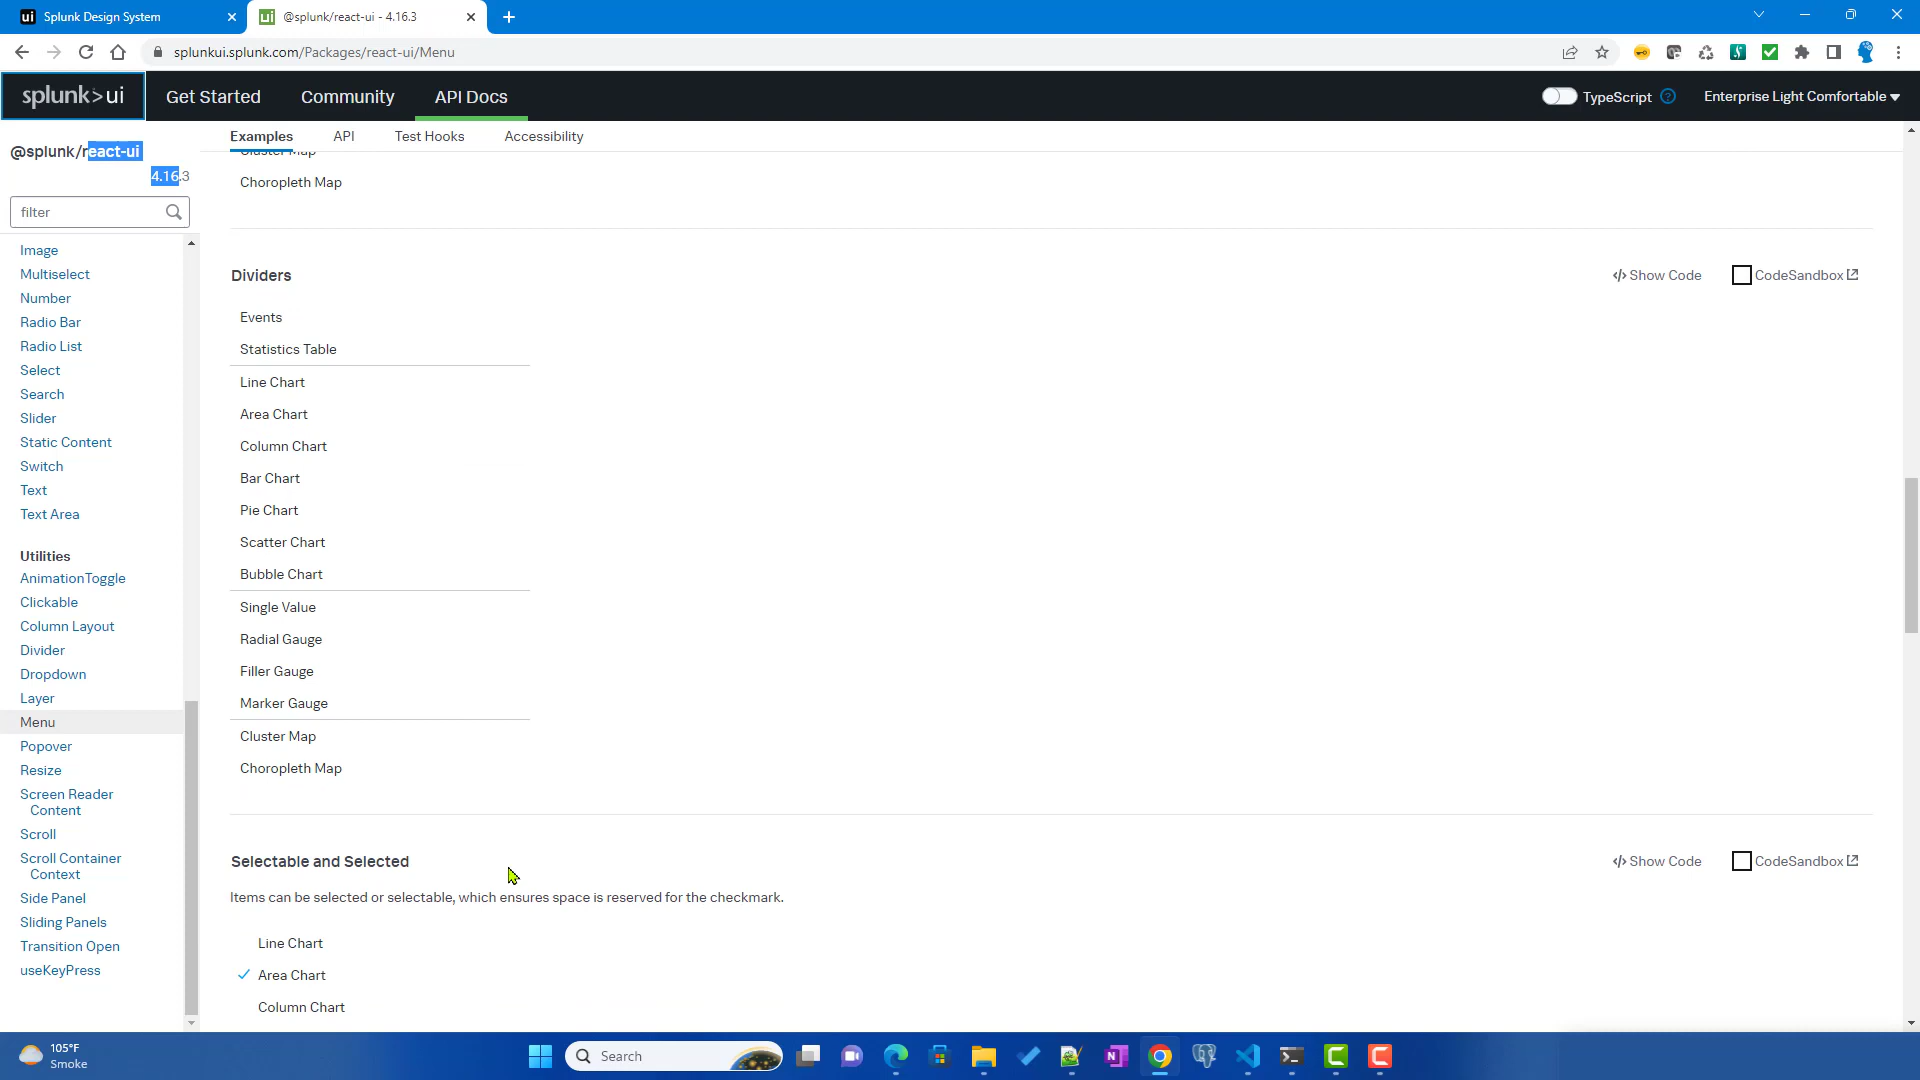 Splunk Design System
@splunk/react-ui - 4.16.3
splunkui.splunk.com/Packages/react-ui/Menu
splunk>ui
Get Started
Community
API Docs
TypeScript
Enterprise Light Comfortable
@splunk/react-ui
4.16.3
filter
Image
Multiselect
Number
Radio Bar
Radio List
Select
Search
Slider
Static Content
Switch
Text
Text Area
Utilities
AnimationToggle
Clickable
Column Layout
Divider
Dropdown
Layer
Menu
Popover
Resize
Screen Reader
Content
Scroll
Scroll Container
Context
Side Panel
Sliding Panels
Transition Open
useKeyPress
Examples
API
Test Hooks
Accessibility
Cluster Map
Choropleth Map
Dividers
</> Show Code
CodeSandbox
Events
Statistics Table
Line Chart
Area Chart
Column Chart
Bar Chart
Pie Chart
Scatter Chart
Bubble Chart
Single Value
Radial Gauge
Filler Gauge
Marker Gauge
Cluster Map
Choropleth Map
Selectable and Selected
</> Show Code
CodeSandbox
Items can be selected or selectable, which ensures space is reserved for the checkmark.
Line Chart
Area Chart
Column Chart
105°F
Smoke
Search